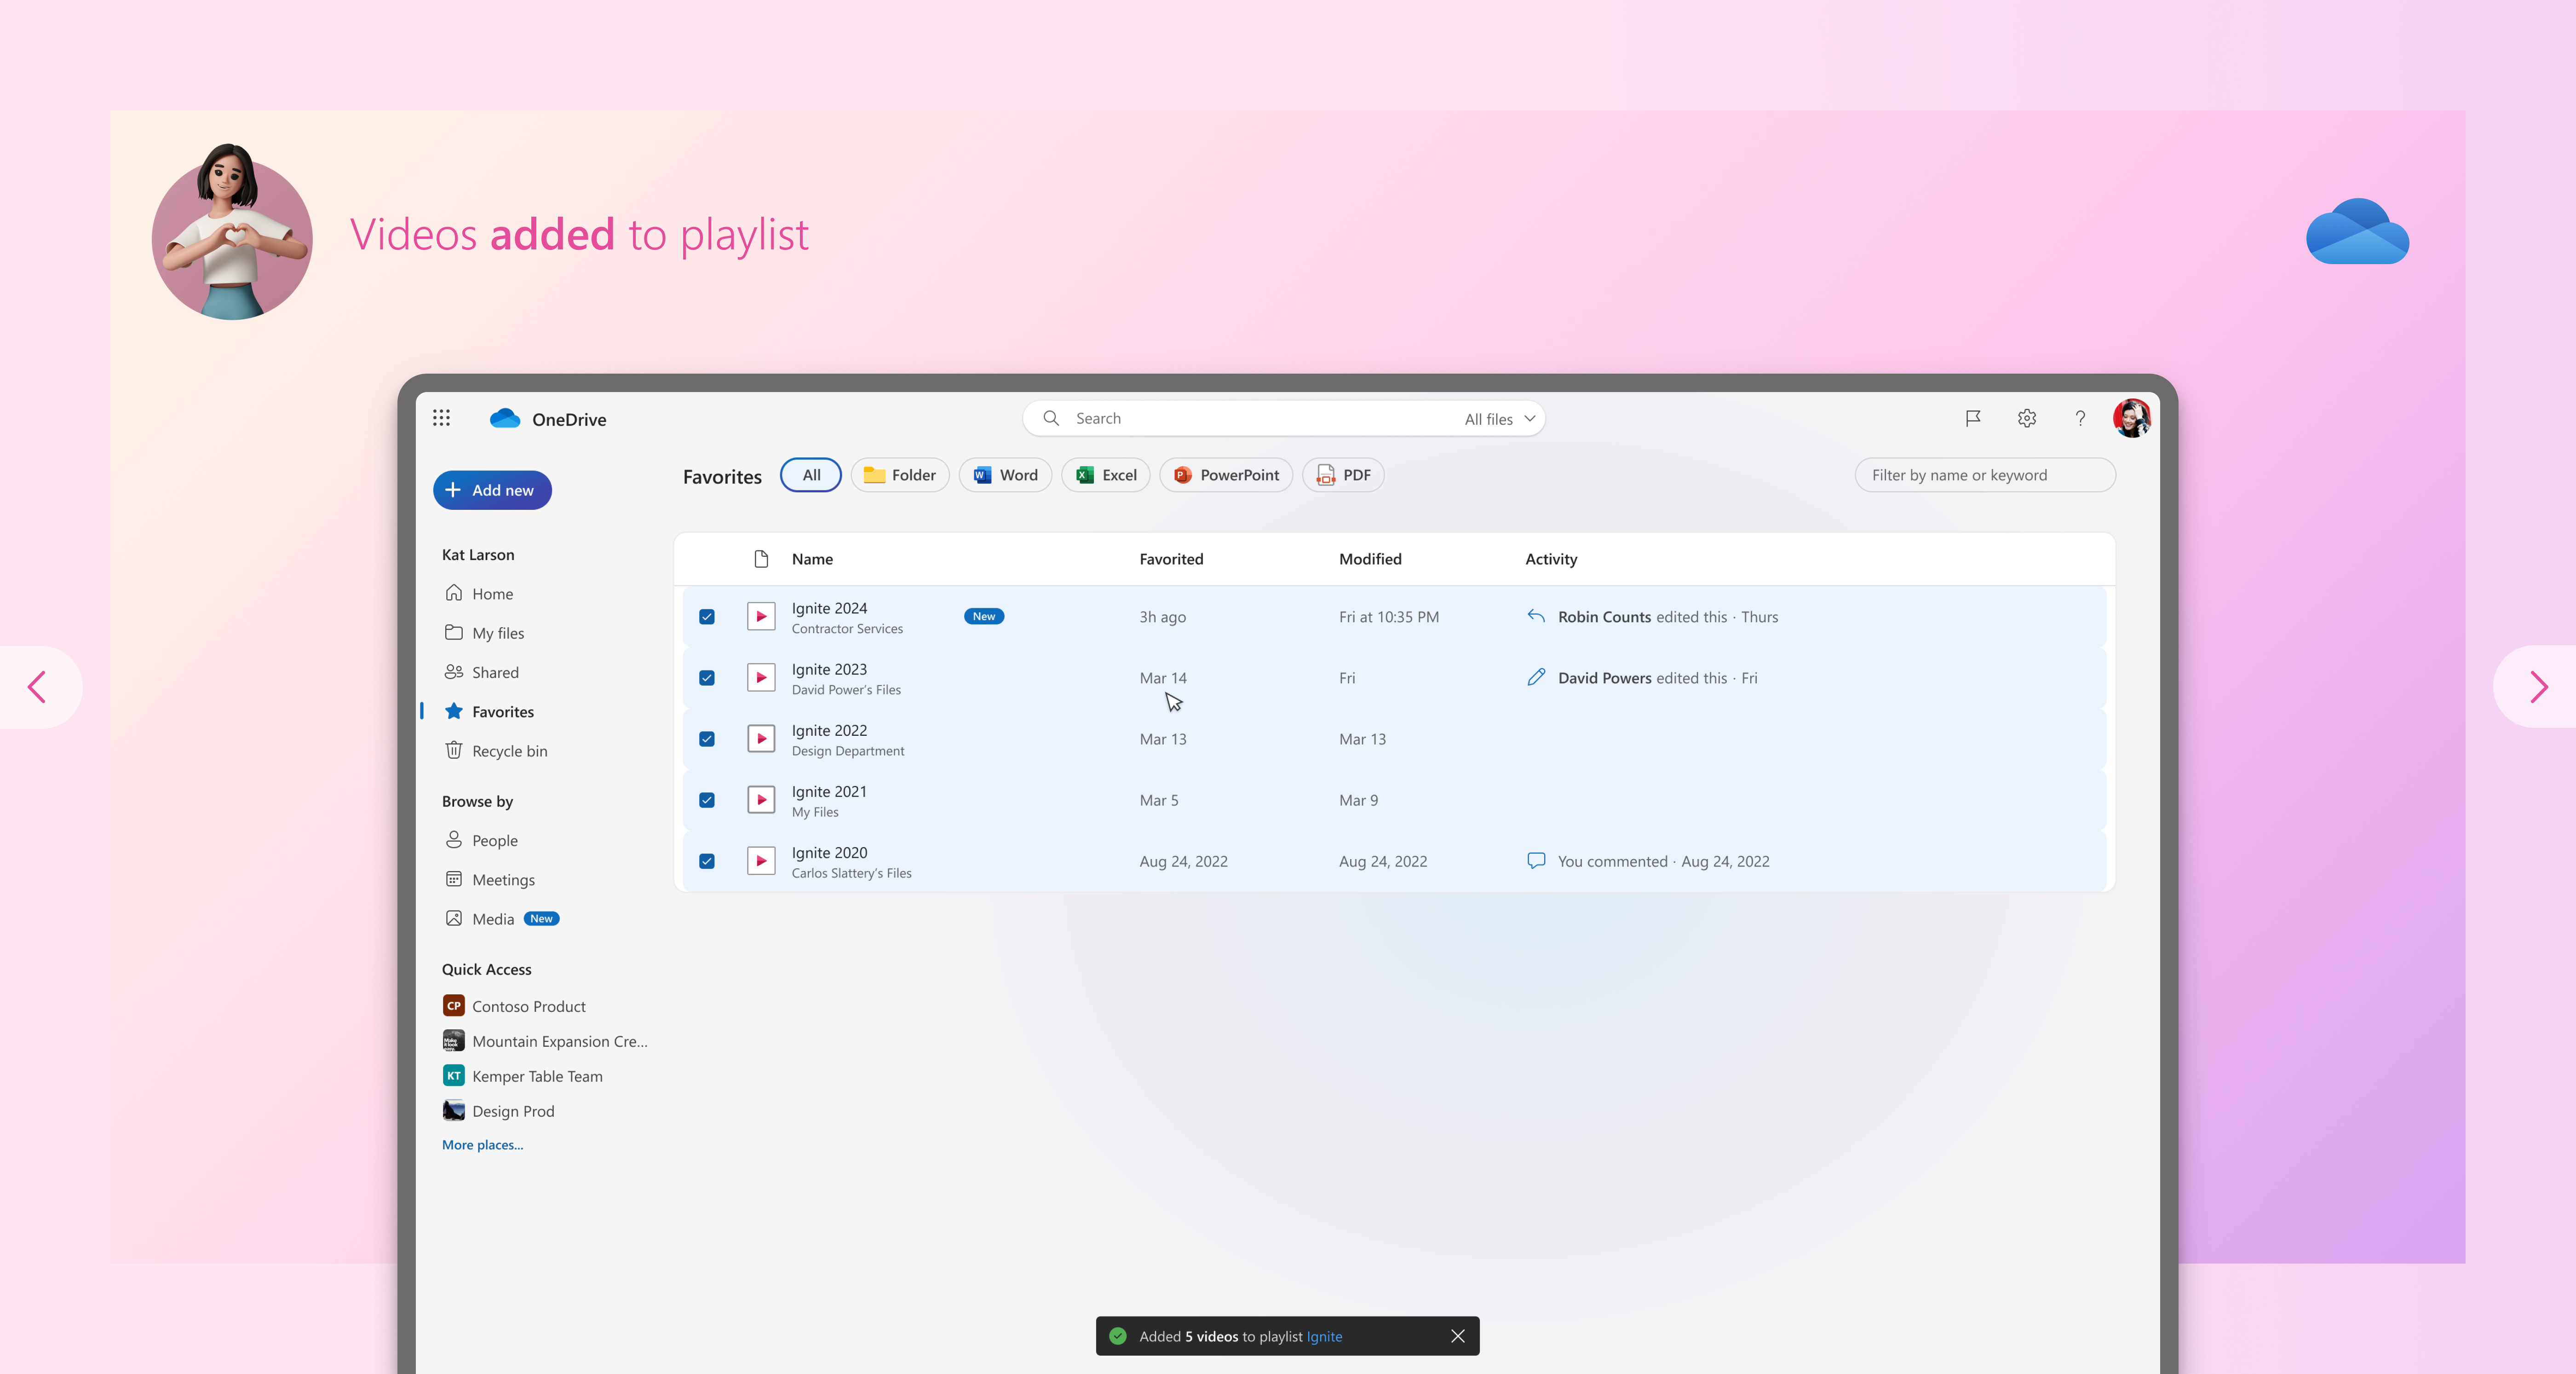 Videos added to playlist
OneDrive
Search
All files
Add new
Favorites
All
Folder
Word
Excel
PowerPoint
PDF
Filter by name or keyword
Kat Larson
Home
My files
Shared
Favorites
Recycle bin
Browse by
People
Meetings
Media New
Quick Access
CP Contoso Product
Mountain Expansion Cre...
KT Kemper Table Team
Design Prod
More places...
Name Favorited Modified Activity
Ignite 2024 New 3h ago Fri at 10:35 PM Robin Counts edited this · Thurs
Contractor Services
Ignite 2023 Mar 14 Fri David Powers edited this · Fri
David Power's Files
Ignite 2022 Mar 13 Mar 13
Design Department
Ignite 2021 Mar 5 Mar 9
My Files
Ignite 2020 Aug 24, 2022 Aug 24, 2022 You commented · Aug 24, 2022
Carlos Slattery's Files
Added 5 videos to playlist Ignite